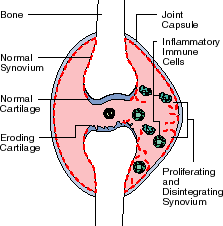 Bone
Normal
Synovium
Normal
Cartilage
Eroding
Cartilage
Joint
Capsule
Inflammatory
Immune
Cells
Proliferating
and
Disintegrating
Synovium